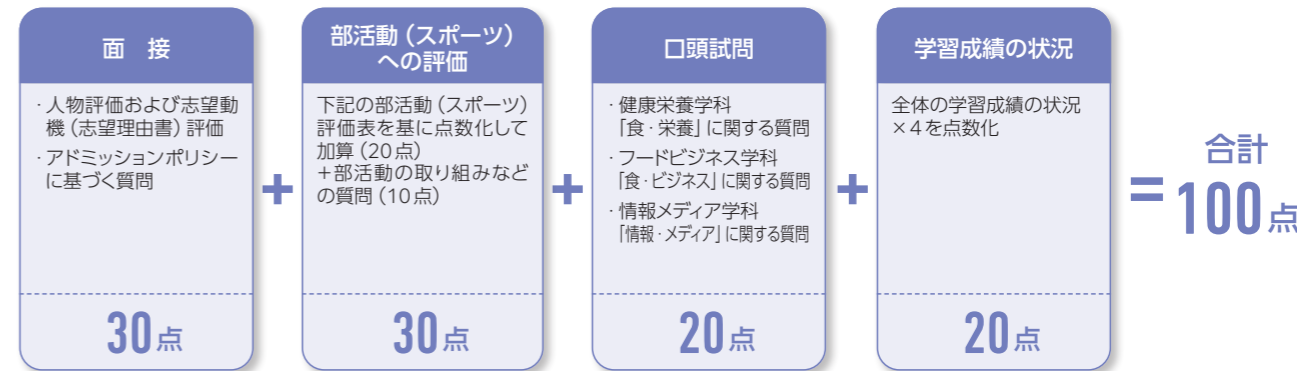 面 接
・人物評価および志望動
機（志望理由書）評価
・アドミッションポリシー
に基づく質問
30点
+
部活動（スポーツ）
への評価
下記の部活動（スポーツ）
評価表を基に点数化して
加算（20点）
＋部活動の取り組みなど
の質問（10点）
30点
+
口頭試問
・健康栄養学科
「食・栄養」に関する質問
・フードビジネス学科
「食・ビジネス」に関する質問
・情報メディア学科
「情報・メディア」に関する質問
20点
+
学習成績の状況
全体の学習成績の状況
×４を点数化
20点
=
合計
100点